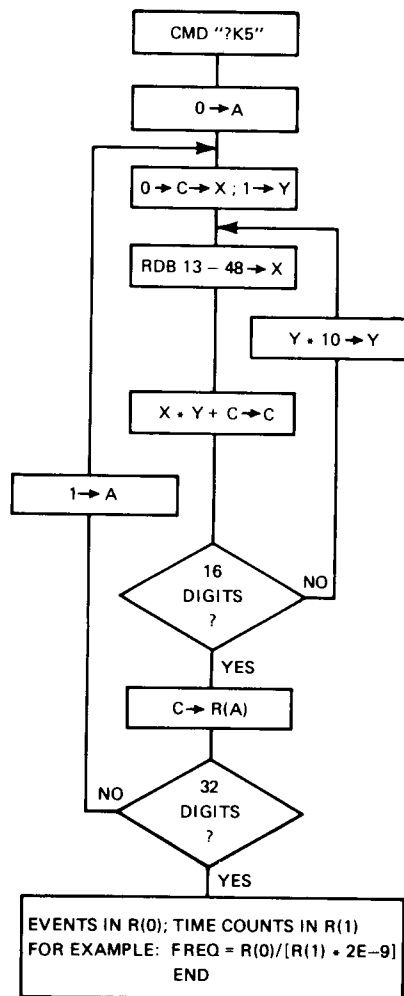 CMD "?K5"
0 → A
0 → C → X ; 1 → Y
RDB 13 – 48 → X
Y * 10 → Y
X * Y + C → C
1 → A
16
DIGITS
?
NO
YES
C → R(A)
NO
32
DIGITS
?
YES
EVENTS IN R(0); TIME COUNTS IN R(1)
FOR EXAMPLE: FREQ = R(0)/[R(1) * 2E–9]
END